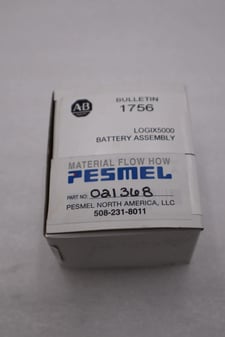 AB
BULLETIN
1756
LOGIX5000
BATTERY ASSEMBLY
MATERIAL FLOW HOW
PESMEL
PART NO. 021368
PESMEL NORTH AMERICA, LLC
508-231-8011